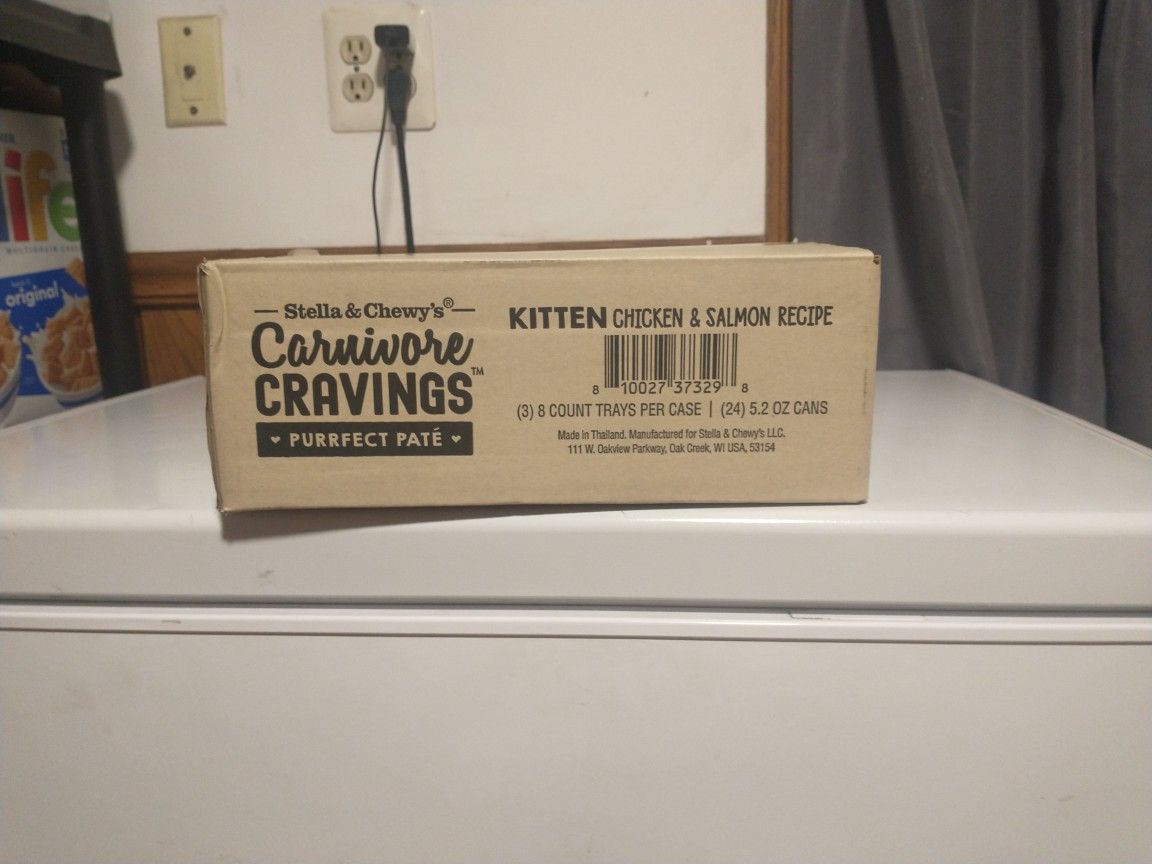 life
MULTIGRAIN
original
Stella & Chewy's®
Carnivore
CRAVINGS™
PURRFECT PATÉ
KITTEN CHICKEN & SALMON RECIPE
8 10027 37329 8
(3) 8 COUNT TRAYS PER CASE | (24) 5.2 OZ CANS
Made in Thailand. Manufactured for Stella & Chewy's LLC.
111 W. Oakview Parkway, Oak Creek, WI USA, 53154